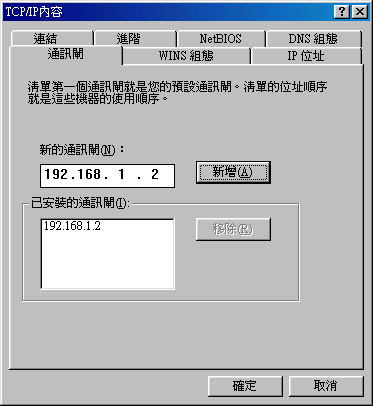 TCP/IP內容
連結 進階 NetBIOS DNS 組態
通訊閘 WINS 組態 IP 位址
清單第一個通訊閘就是您的預設通訊閘。清單的位址順序
就是這些機器的使用順序。
新的通訊閘(N)：
192.168. 1 . 2 新增(A)
已安裝的通訊閘(I):
192.168.1.2 移除(R)
確定 取消